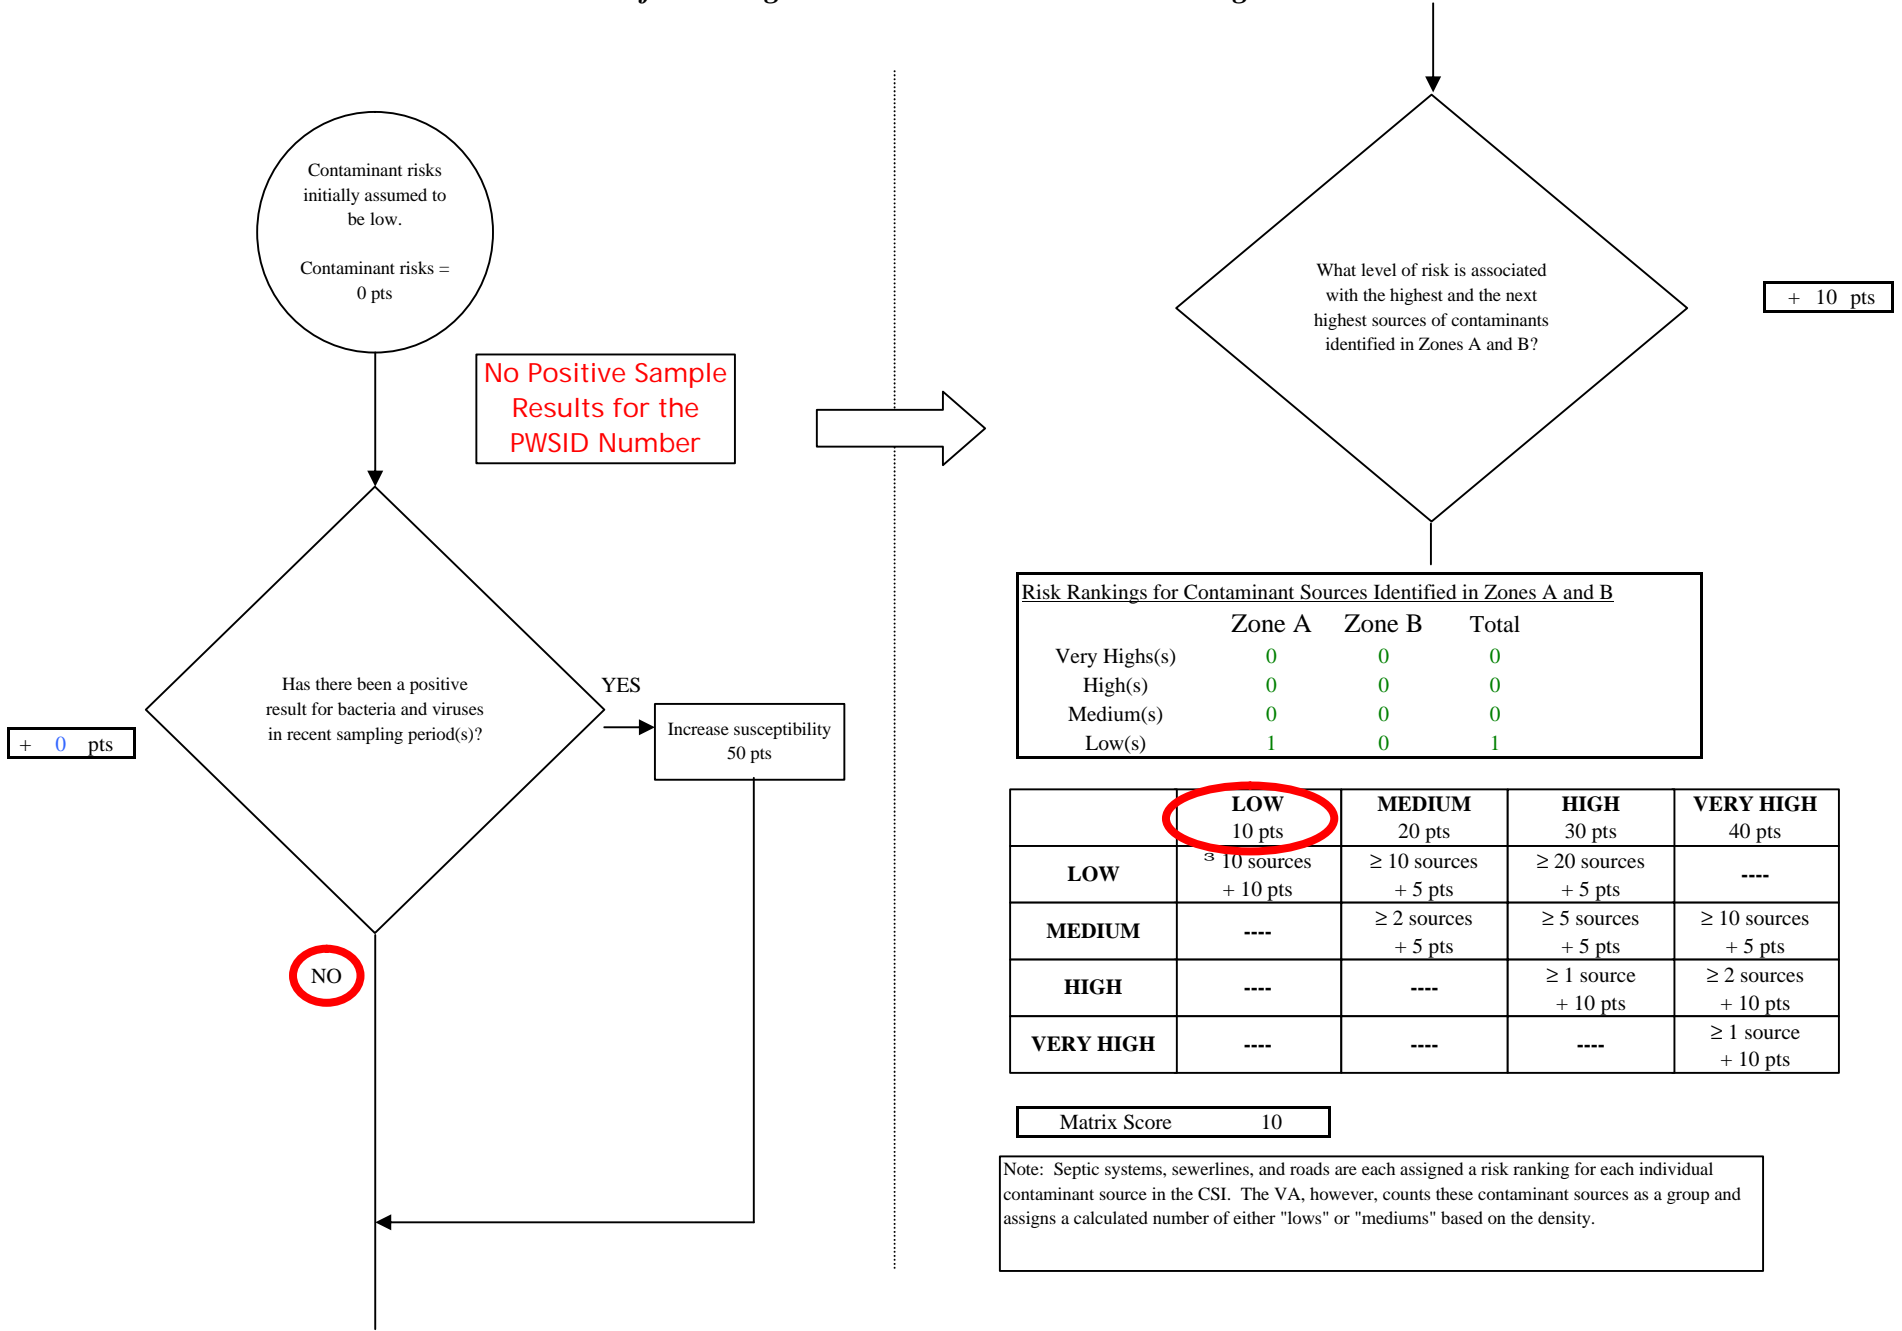 Contaminant risks
initially assumed to
be low.
Contaminant risks =
0 pts
No Positive Sample
Results for the
PWSID Number
Has there been a positive
result for bacteria and viruses
in recent sampling period(s)?
+ 0 pts
YES
Increase susceptibility
50 pts
NO
What level of risk is associated
with the highest and the next
highest sources of contaminants
identified in Zones A and B?
+ 10 pts
Risk Rankings for Contaminant Sources Identified in Zones A and B
Zone A Zone B Total
Very Highs(s) 0 0 0
High(s) 0 0 0
Medium(s) 0 0 0
Low(s) 1 0 1
LOW MEDIUM HIGH VERY HIGH
10 pts 20 pts 30 pts 40 pts
LOW
³ 10 sources ≥ 10 sources ≥ 20 sources ----
+ 10 pts + 5 pts + 5 pts
MEDIUM
---- ≥ 2 sources ≥ 5 sources ≥ 10 sources
+ 5 pts + 5 pts + 5 pts
HIGH
---- ---- ≥ 1 source ≥ 2 sources
+ 10 pts + 10 pts
VERY HIGH
---- ---- ---- ≥ 1 source
+ 10 pts
Matrix Score 10
Note: Septic systems, sewerlines, and roads are each assigned a risk ranking for each individual
contaminant source in the CSI. The VA, however, counts these contaminant sources as a group and
assigns a calculated number of either "lows" or "mediums" based on the density.